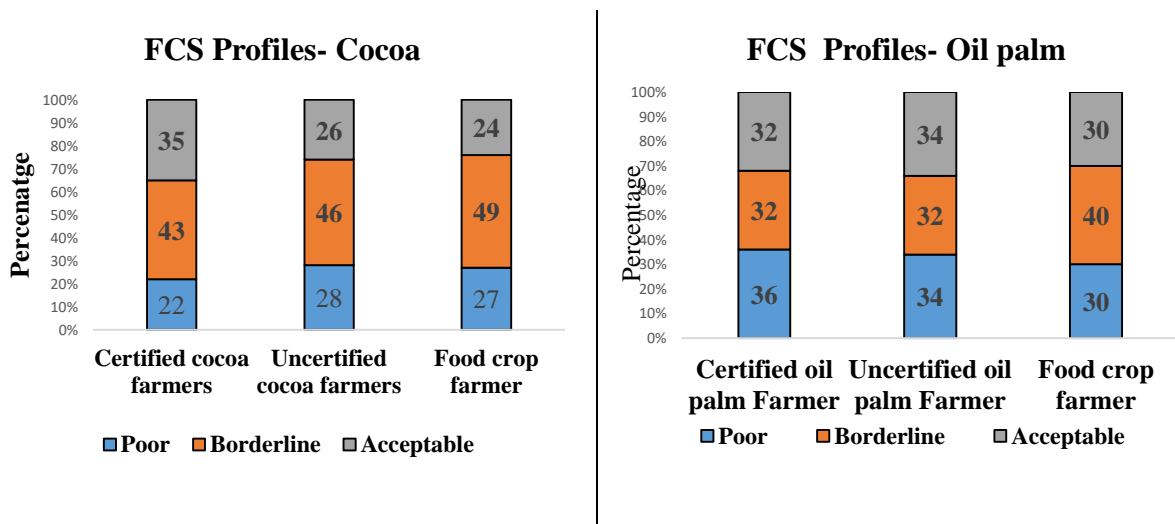 FCS Profiles- Cocoa
Percenatge
100%
90%
80%
70%
60%
50%
40%
30%
20%
10%
0%
35
26
24
43
46
49
22
28
27
Certified cocoa farmers
Uncertified cocoa farmers
Food crop farmer
Poor
Borderline
Acceptable
FCS Profiles- Oil palm
Percentage
100%
90%
80%
70%
60%
50%
40%
30%
20%
10%
0%
32
34
30
32
32
40
36
34
30
Certified oil palm Farmer
Uncertified oil palm Farmer
Food crop farmer
Poor
Borderline
Acceptable